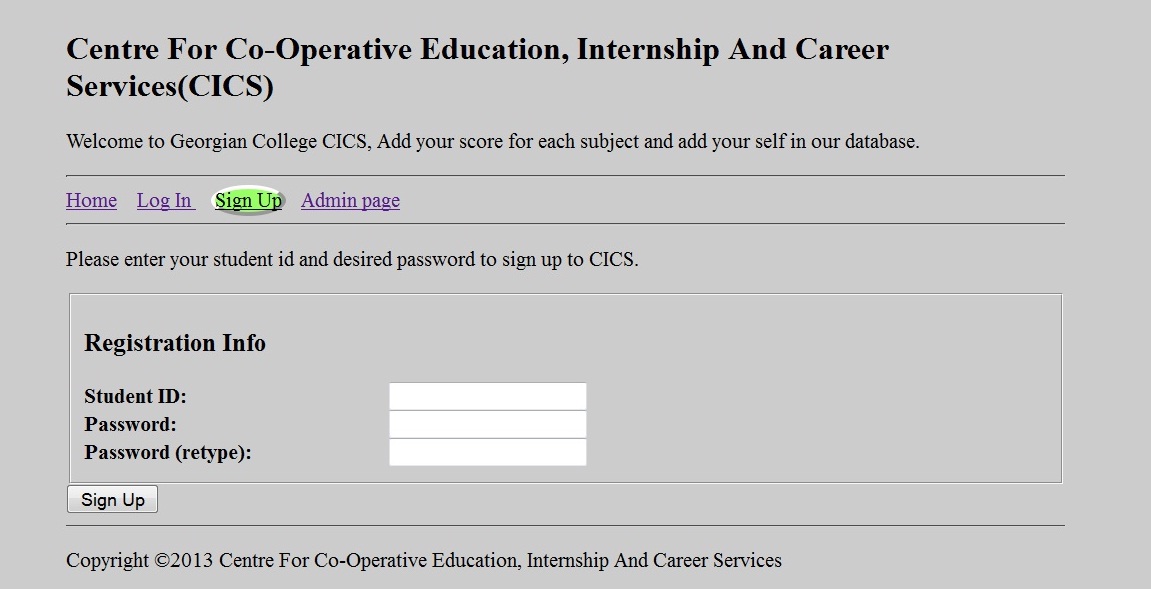 Centre For Co-Operative Education, Internship And Career
Services(CICS)
Welcome to Georgian College CICS, Add your score for each subject and add your self in our database.
Home Log In Sign Up Admin page
Please enter your student id and desired password to sign up to CICS.
Registration Info
Student ID:
Password:
Password (retype):
Sign Up
Copyright ©2013 Centre For Co-Operative Education, Internship And Career Services